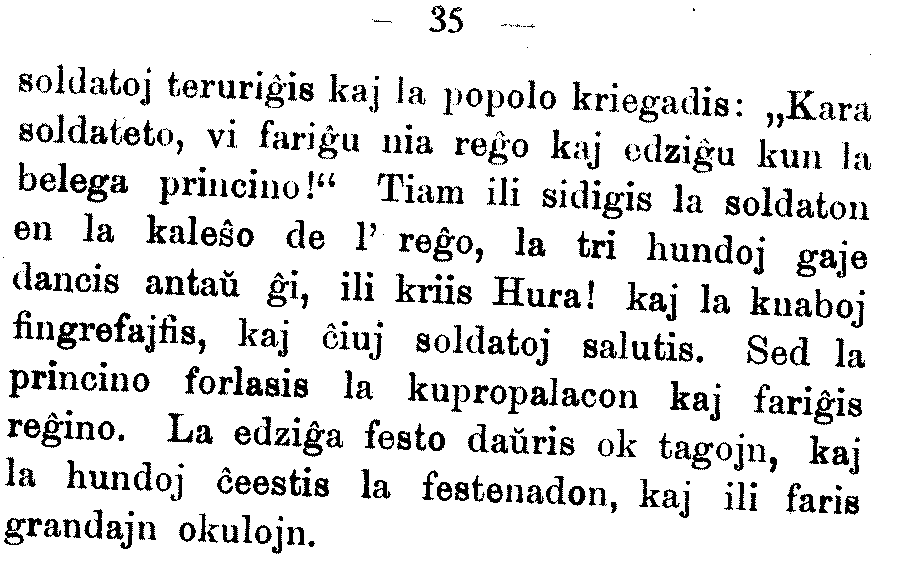 – 35 —
soldatoj teruriĝis kaj la popolo kriegadis: „Kara
soldateto, vi fariĝu nia reĝo kaj edziĝu kun la
belega princino!“ Tiam ili sidigis la soldaton
en la kaleŝo de l’ reĝo, la tri hundoj gaje
dancis antaŭ ĝi, ili kriis Hura! kaj la knaboj
fingrefajfis, kaj ĉiuj soldatoj salutis. Sed la
princino forlasis la kupropalacon kaj fariĝis
reĝino. La edziĝa festo daŭris ok tagojn, kaj
la hundoj ĉeestis la festenadon, kaj ili faris
grandajn okulojn.